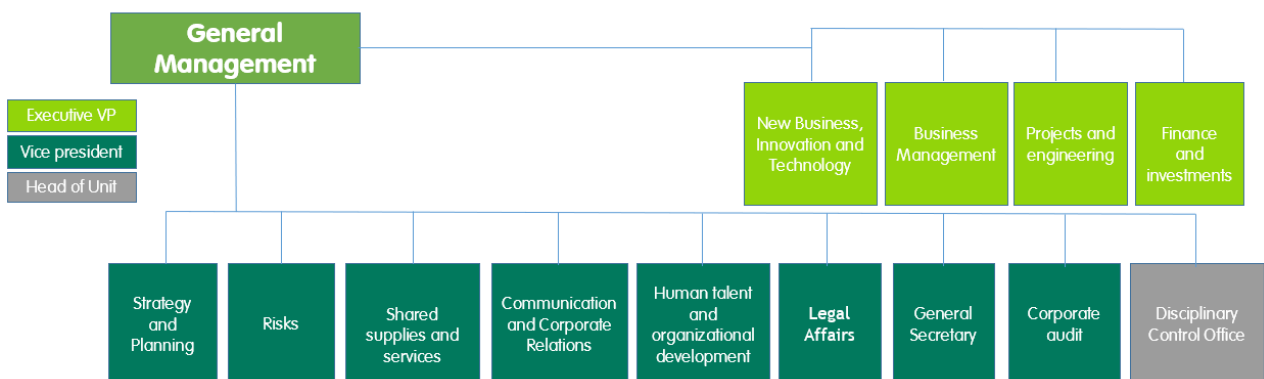 General
Management
Executive VP
Vice president
Head of Unit
New Business,
Innovation and
Technology
Business
Management
Projects and
engineering
Finance
and
investments
Strategy
and
Planning
Risks
Shared
supplies and
services
Communication
and Corporate
Relations
Human talent
and
organizational
development
Legal
Affairs
General
Secretary
Corporate
audit
Disciplinary
Control Office